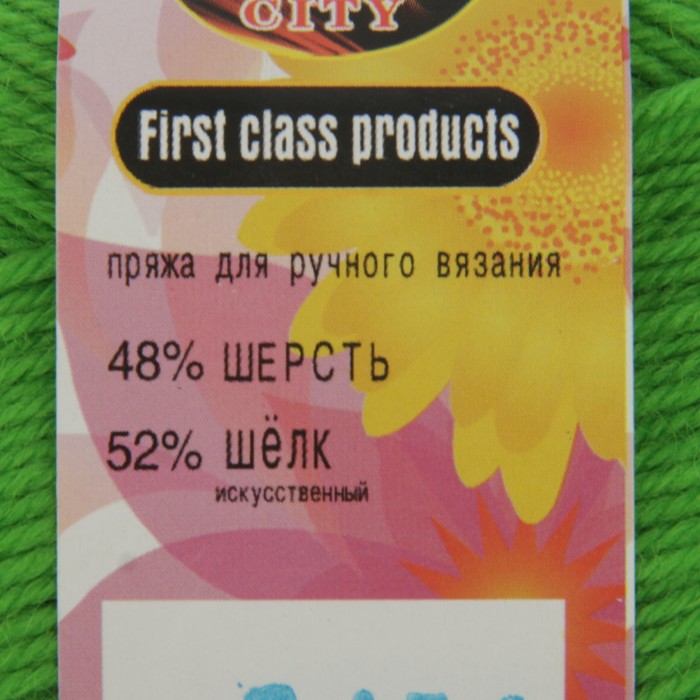 CITY
First class products
пряжа для ручного вязания
48% ШЕРСТЬ
52% шёлк
искусственный